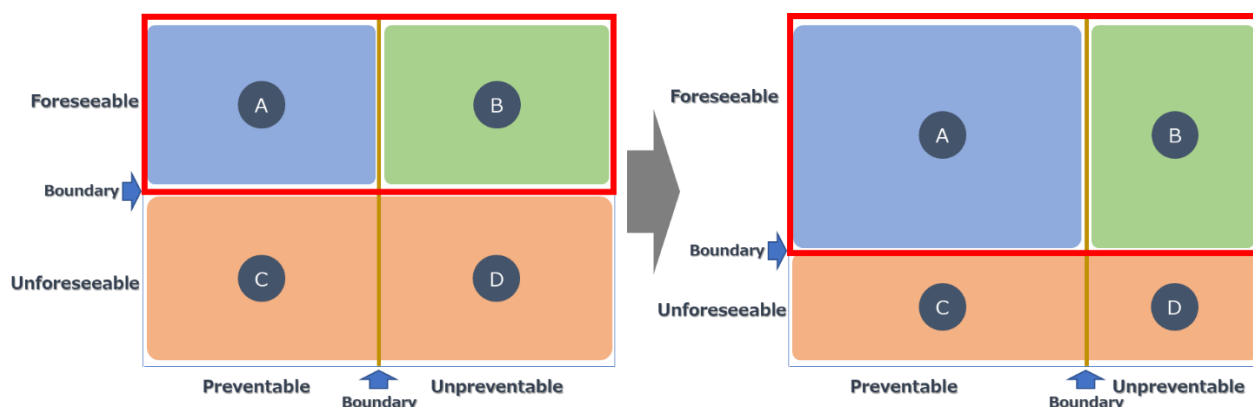 Foreseeable
A
B
Boundary
Unforeseeable
C
D
Preventable
Unpreventable
Boundary
Foreseeable
A
B
Boundary
Unforeseeable
C
D
Preventable
Unpreventable
Boundary